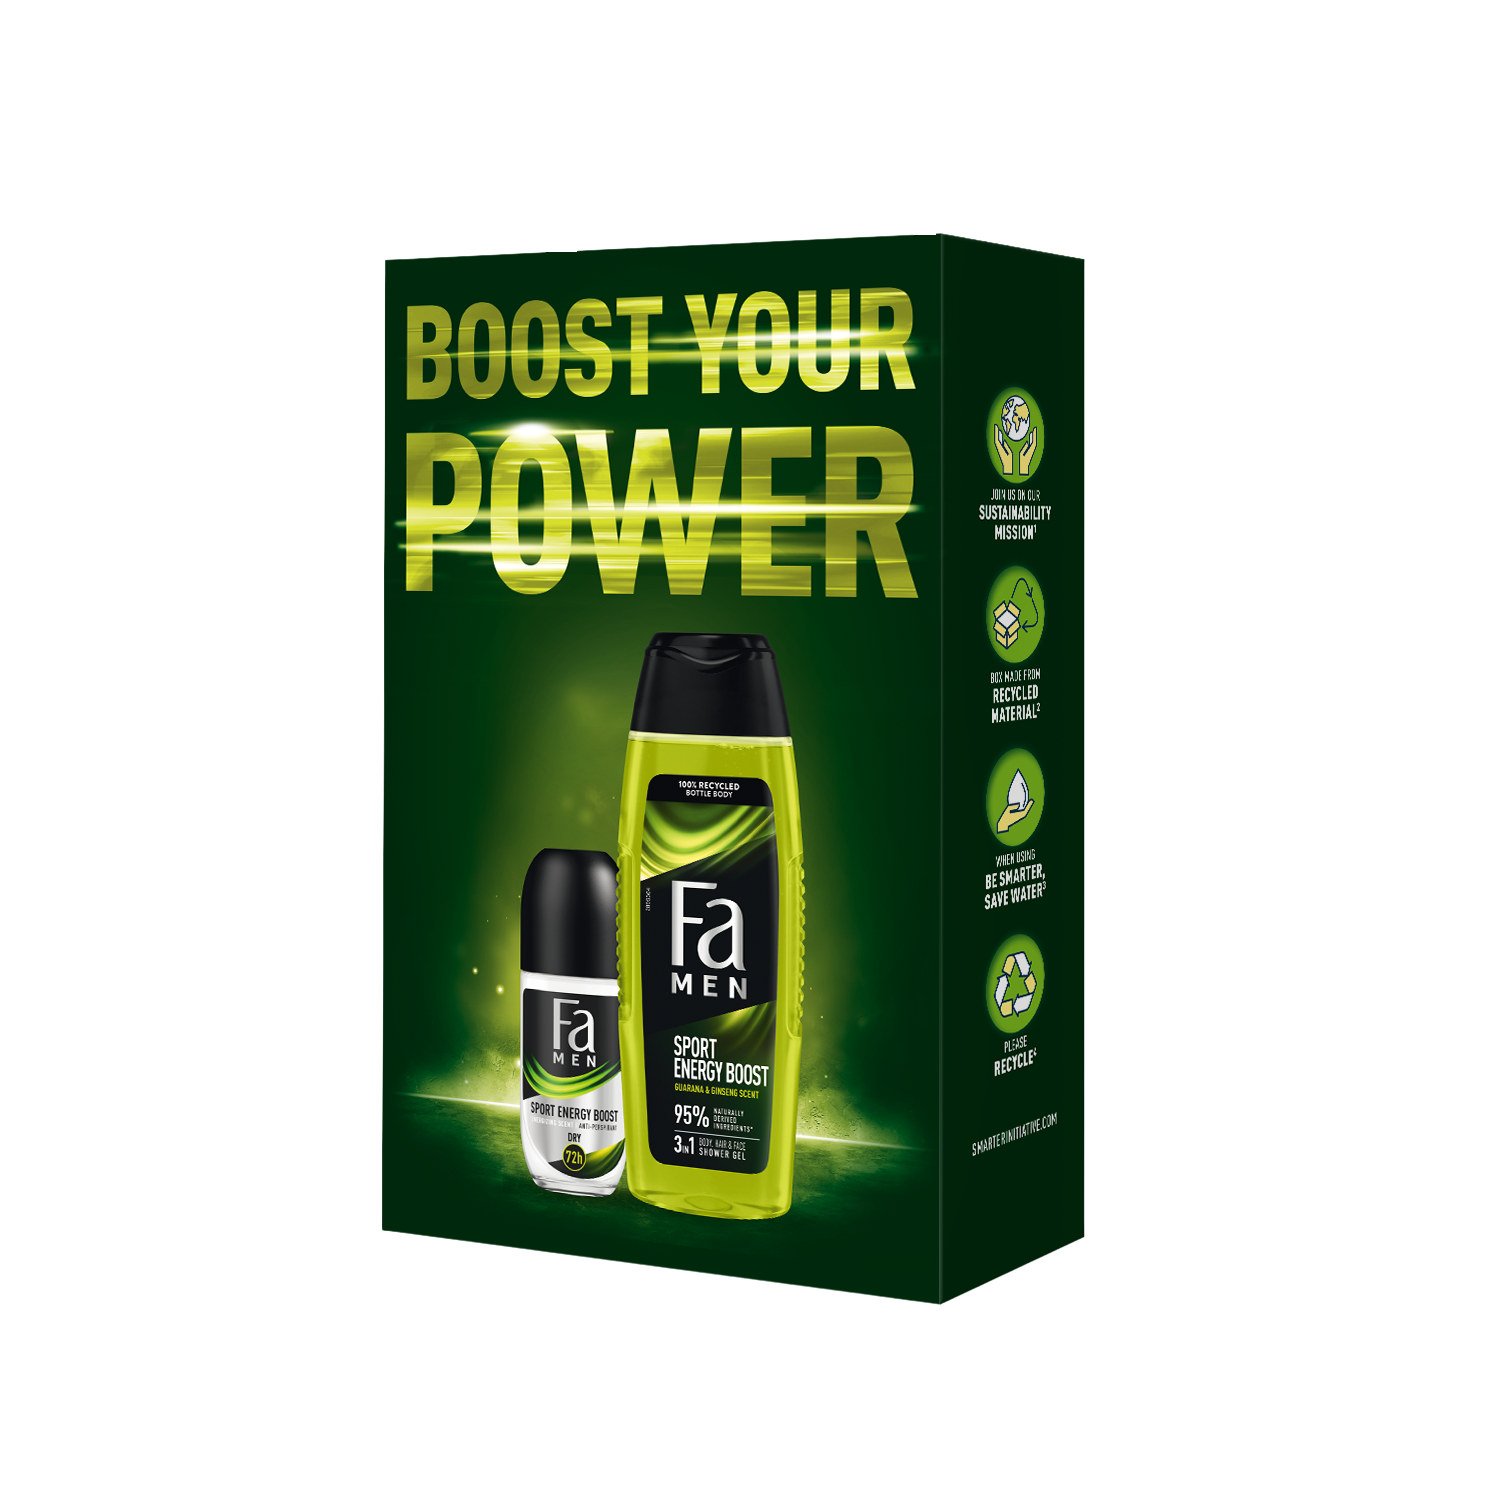 BOOST YOUR
POWER
100% RECYCLED
BOTTLE BODY
Fa
MEN
SPORT
ENERGY BOOST
GUARANA & GINSENG SCENT
95% NATURALLY
DERIVED
INGREDIENTS*
3IN1 BODY, HAIR & FACE
SHOWER GEL
Fa
MEN
SPORT ENERGY BOOST
ENERGIZING SCENT ANTI-PERSPIRANT
DRY
72h
JOIN US ON OUR
SUSTAINABILITY
MISSION¹
BOX MADE FROM
RECYCLED
MATERIAL²
WHEN USING
BE SMARTER,
SAVE WATER³
PLEASE
RECYCLE⁴
SMARTERINITIATIVE.COM